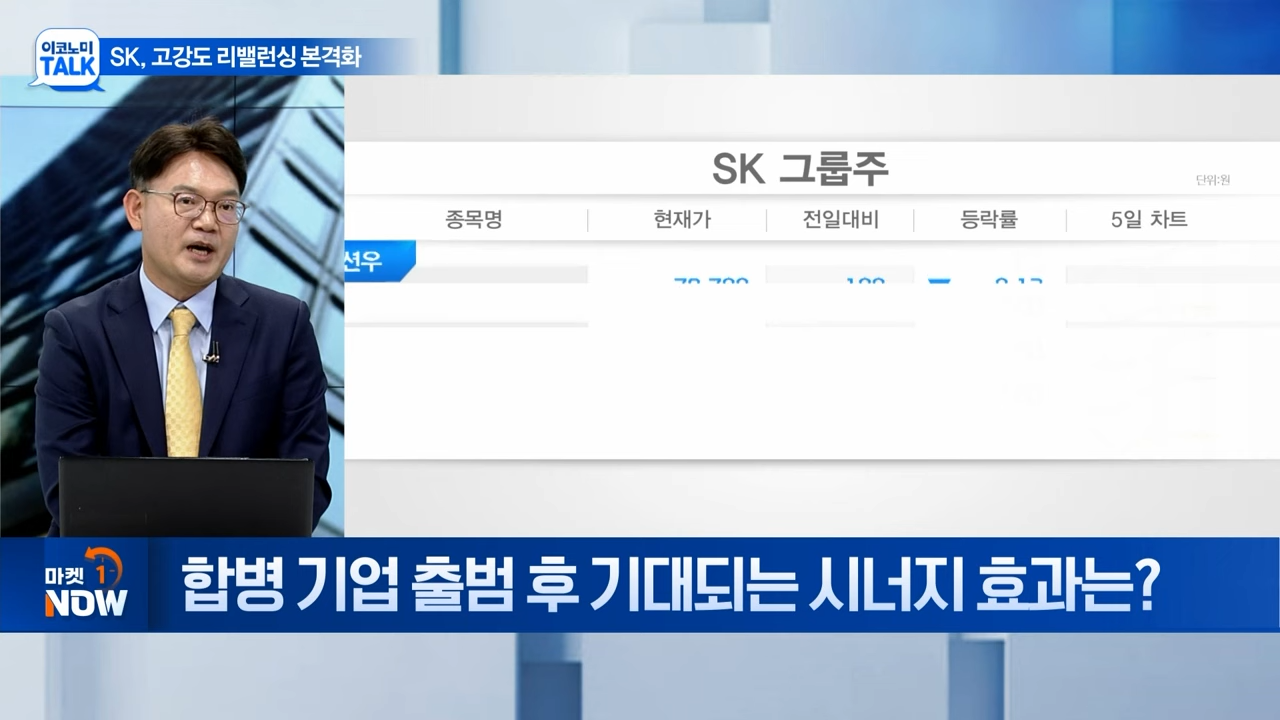 이코노미
TALK
SK, 고강도 리밸런싱 본격화
SK 그룹주
단위:원
종목명
현재가
전일대비
등락률
5일 차트
션우
마켓 1
NOW
합병 기업 출범 후 기대되는 시너지 효과는?